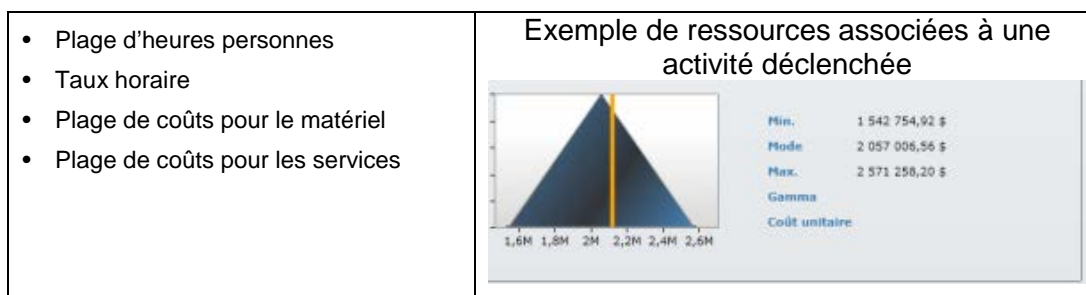 • Plage d'heures personnes
• Taux horaire
• Plage de coûts pour le matériel
• Plage de coûts pour les services
Exemple de ressources associées à une
activité déclenchée
Min. 1 542 754,92 $
Mode 2 057 006,56 $
Max. 2 571 258,20 $
Gamma
Coût unitaire
1,6M 1,8M 2M 2,2M 2,4M 2,6M